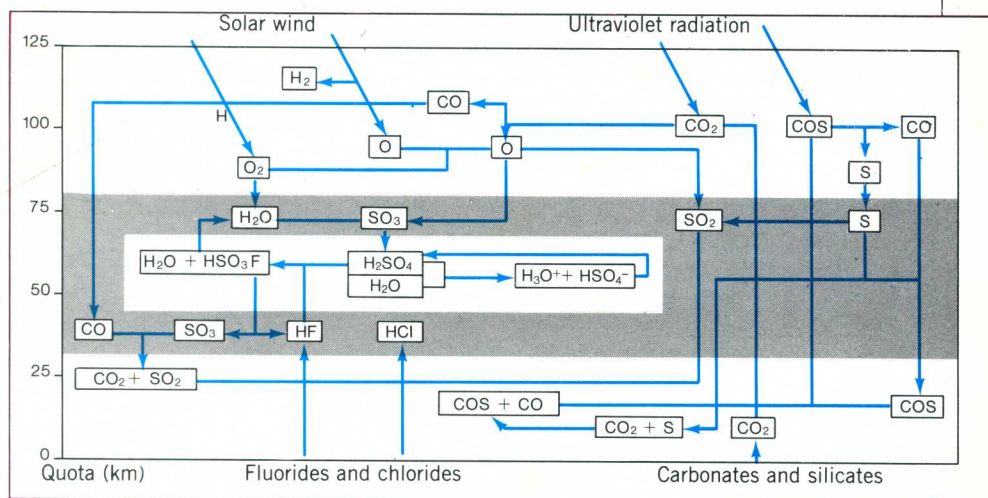 Solar wind
Ultraviolet radiation
125
H₂
CO
H
100
CO₂
COS
CO
O
O
O₂
S
75
H₂O
SO₃
SO₂
S
H₂O + HSO₃F
H₂SO₄
H₂O
H₃O⁺ + HSO₄⁻
50
CO
SO₃
HF
HCl
25
CO₂ + SO₂
COS + CO
COS
CO₂ + S
CO₂
0
Quota (km)
Fluorides and chlorides
Carbonates and silicates